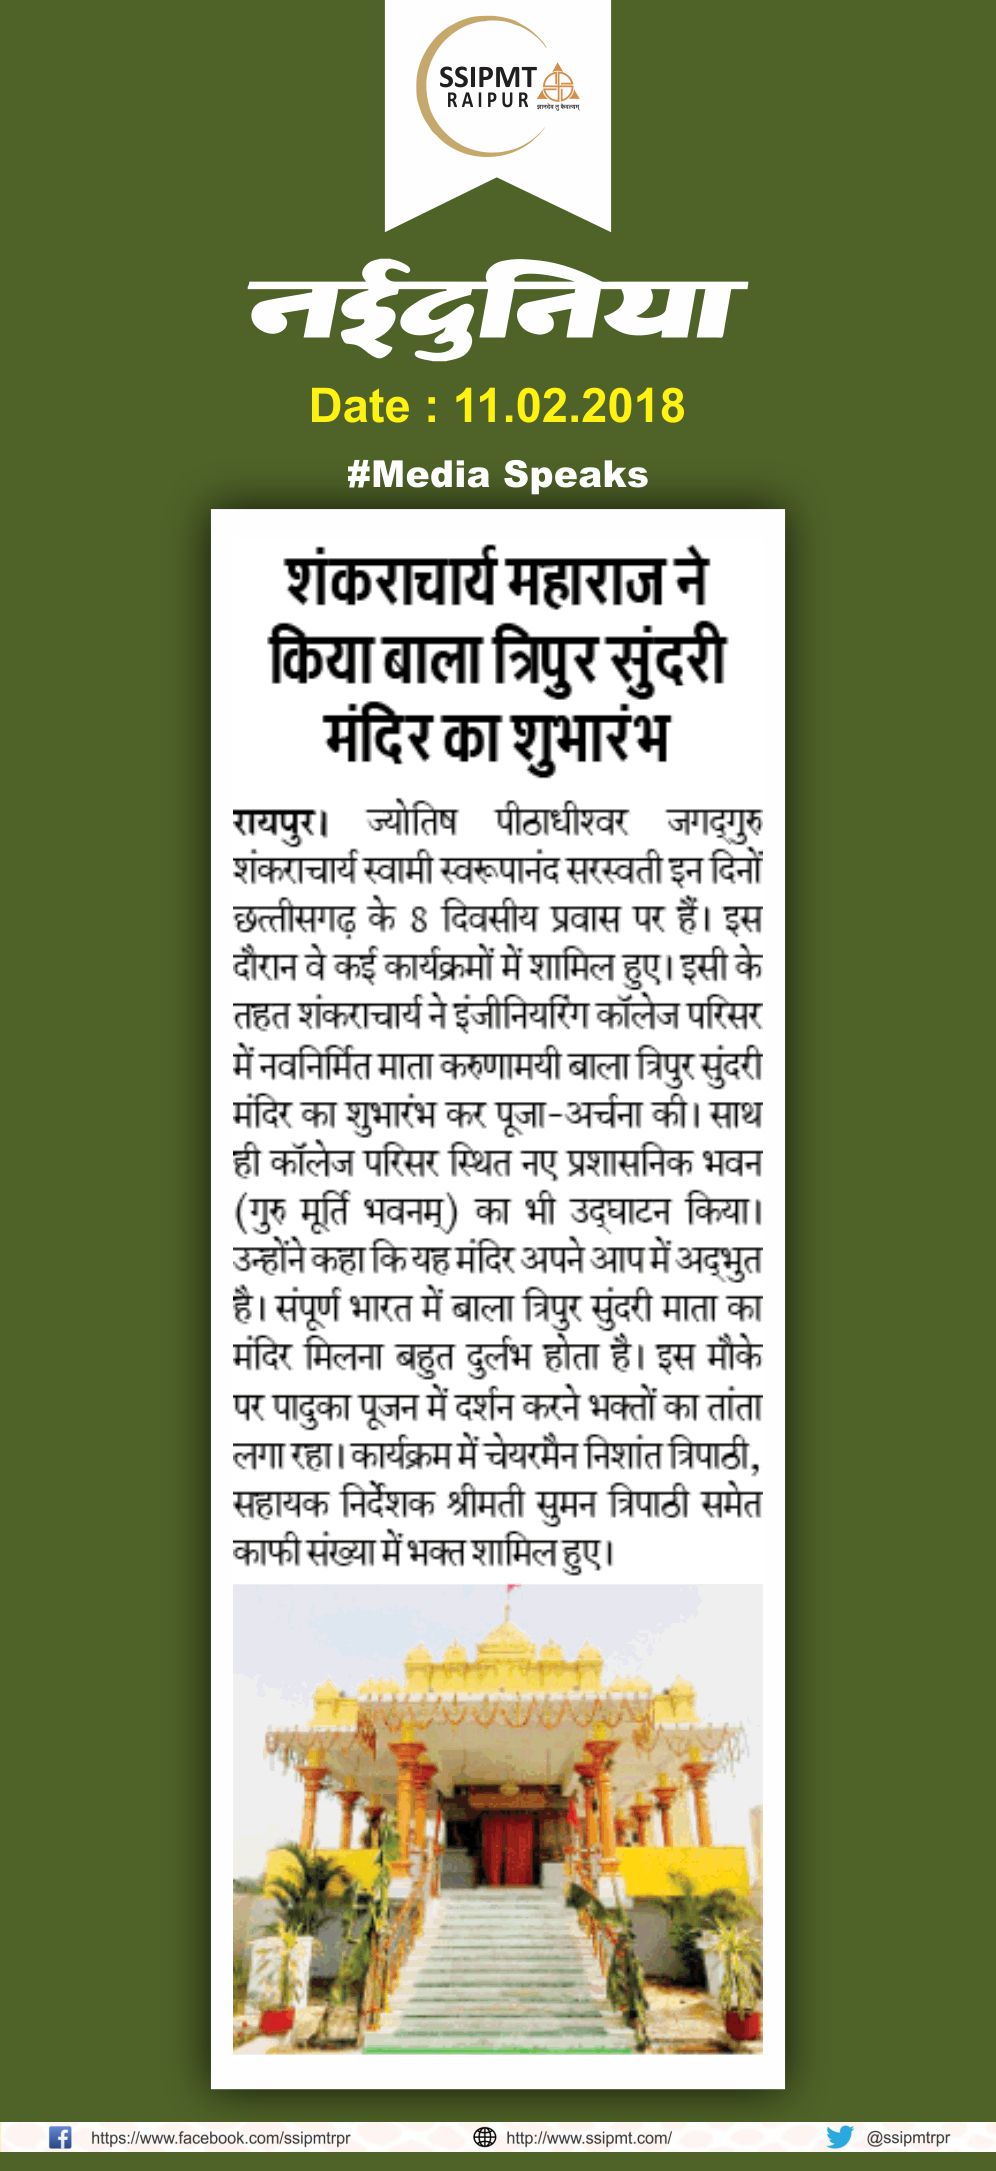 SSIPMT
RAIPUR
ज्ञानदेव तु कैवल्यम्
नईदुनिया
Date : 11.02.2018
#Media Speaks
शंकराचार्य महाराज ने
किया बाला त्रिपुर सुंदरी
मंदिर का शुभारंभ
रायपुर। ज्योतिष पीठाधीश्वर जगद्गुरु
शंकराचार्य स्वामी स्वरूपानंद सरस्वती इन दिनों
छत्तीसगढ़ के 8 दिवसीय प्रवास पर हैं। इस
दौरान वे कई कार्यक्रमों में शामिल हुए। इसी के
तहत शंकराचार्य ने इंजीनियरिंग कॉलेज परिसर
में नवनिर्मित माता करुणामयी बाला त्रिपुर सुंदरी
मंदिर का शुभारंभ कर पूजा-अर्चना की। साथ
ही कॉलेज परिसर स्थित नए प्रशासनिक भवन
(गुरु मूर्ति भवनम्) का भी उद्घाटन किया।
उन्होंने कहा कि यह मंदिर अपने आप में अद्भुत
है। संपूर्ण भारत में बाला त्रिपुर सुंदरी माता का
मंदिर मिलना बहुत दुर्लभ होता है। इस मौके
पर पादुका पूजन में दर्शन करने भक्तों का तांता
लगा रहा। कार्यक्रम में चेयरमैन निशांत त्रिपाठी,
सहायक निर्देशक श्रीमती सुमन त्रिपाठी समेत
काफी संख्या में भक्त शामिल हुए।
https://www.facebook.com/ssipmtrpr
http://www.ssipmt.com/
@ssipmtrpr